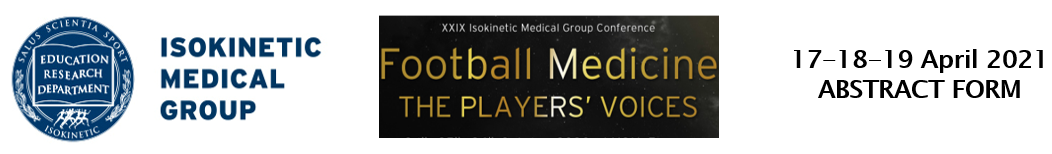 SALUS SCIENTIA SPORT
EDUCATION
RESEARCH
DEPARTMENT
ISOKINETIC
ISOKINETIC
MEDICAL
GROUP
XXIX Isokinetic Medical Group Conference
Football Medicine
THE PLAYERS' VOICES
17-18-19 April 2021
ABSTRACT FORM